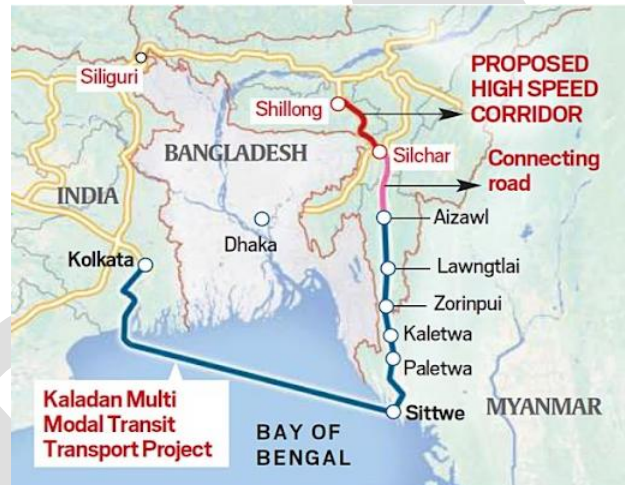 Siliguri
PROPOSED
HIGH SPEED
CORRIDOR
Shillong
BANGLADESH
Silchar
Connecting
road
INDIA
Aizawl
Dhaka
Kolkata
Lawngtlai
Zorinpui
Kaletwa
Paletwa
Kaladan Multi
Modal Transit
Transport Project
Sittwe
MYANMAR
BAY OF
BENGAL